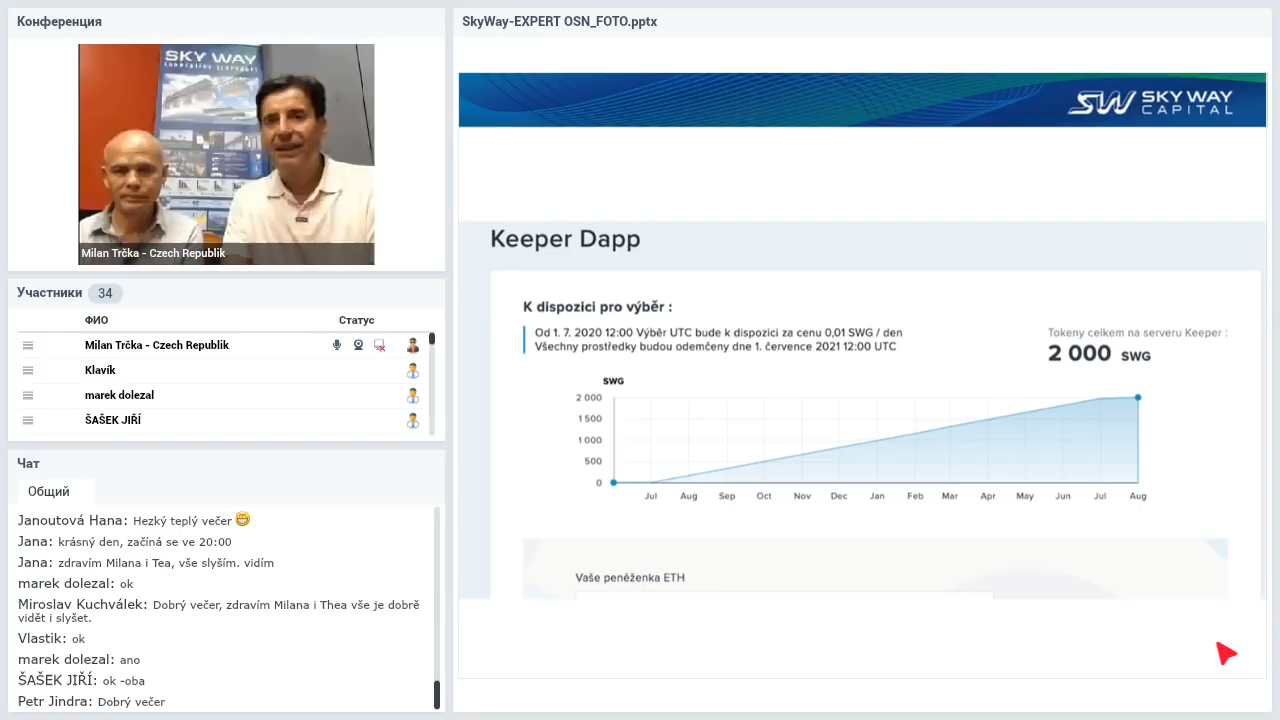 Конференция
SKY WAY
Milan Trčka - Czech Republik
Участники 34
ФИО Статус
Milan Trčka - Czech Republik
Klavík
marek dolezal
ŠAŠEK JIŘÍ
Чат
Общий
Janoutová Hana: Hezký teplý večer
Jana: krásný den, začíná se ve 20:00
Jana: zdravím Milana i Tea, vše slyším. vidím
marek dolezal: ok
Miroslav Kuchválek: Dobrý večer, zdravím Milana i Thea vše je dobrě
vidět i slyšet.
Vlastik: ok
marek dolezal: ano
ŠAŠEK JIŘÍ: ok -oba
Petr Jindra: Dobrý večer
SkyWay-EXPERT OSN_FOTO.pptx
SW SKY WAY
CAPITAL
Keeper Dapp
K dispozici pro výběr :
Od 1. 7. 2020 12:00 Výběr UTC bude k dispozici za cenu 0,01 SWG / den
Všechny prostředky budou odemčeny dne 1. července 2021 12:00 UTC
Tokeny celkem na serveru Keeper :
2 000 SWG
SWG
2 000
1 500
1 000
500
0
Jul Aug Sep Oct Nov Dec Jan Feb Mar Apr May Jun Jul Aug
Vaše peněženka ETH